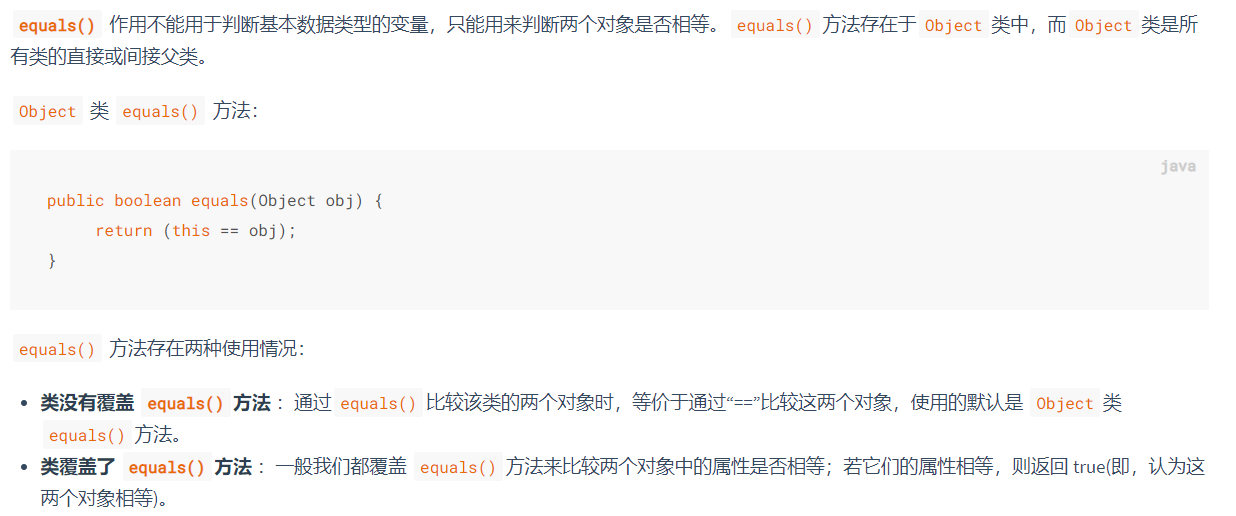 equals() 作用不能用于判断基本数据类型的变量，只能用来判断两个对象是否相等。 equals() 方法存在于 Object 类中，而 Object 类是所
有类的直接或间接父类。
Object 类 equals() 方法：
java
public boolean equals(Object obj) {
     return (this == obj);
}
equals() 方法存在两种使用情况：
• 类没有覆盖 equals() 方法 ：通过 equals() 比较该类的两个对象时，等价于通过“==”比较这两个对象，使用的默认是 Object 类
equals() 方法。
• 类覆盖了 equals() 方法 ：一般我们都覆盖 equals() 方法来比较两个对象中的属性是否相等；若它们的属性相等，则返回 true(即，认为这
两个对象相等)。